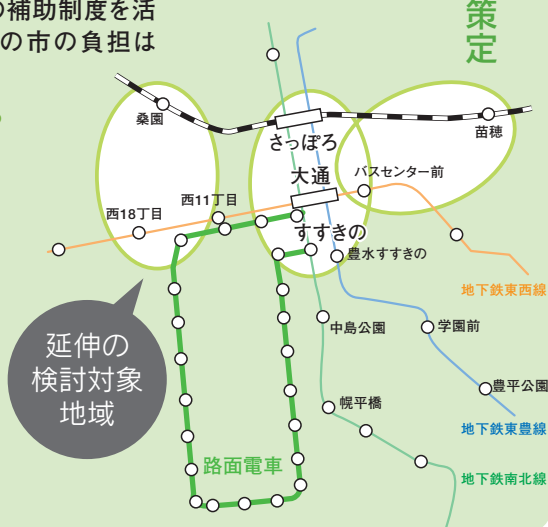 の補助制度を活
の市の負担は
策定
桑園
さっぽろ
苗穂
大通
バスセンター前
西11丁目
西18丁目
すすきの
豊水すすきの
地下鉄東西線
中島公園
学園前
延伸の
検討対象
地域
豊平公園
幌平橋
地下鉄東豊線
路面電車
地下鉄南北線